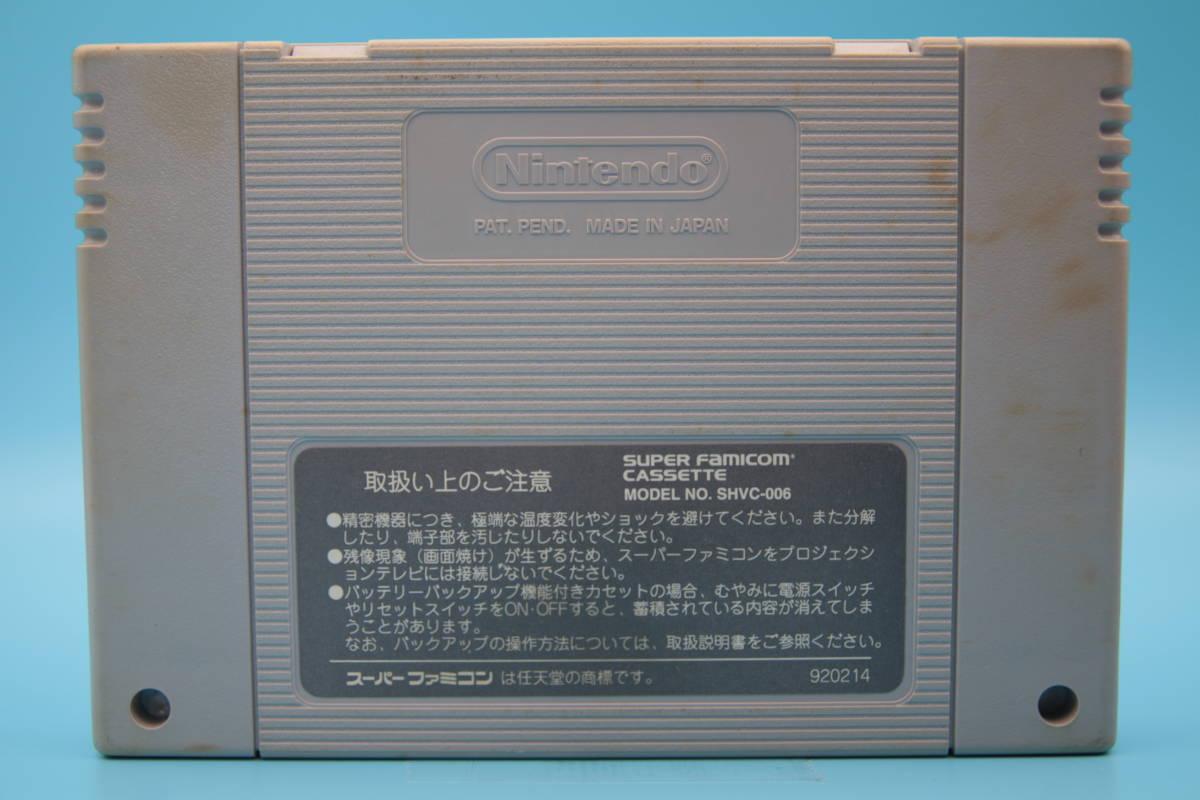 Nintendo®
PAT. PEND. MADE IN JAPAN
取扱い上のご注意
SUPER FAMICOM®
CASSETTE
MODEL NO. SHVC-006
●精密機器につき、極端な温度変化やショックを避けてください。また分解
したり、端子部を汚したりしないでください。
●残像現象（画面焼け）が生ずるため、スーパーファミコンをプロジェクシ
ョンテレビには接続しないでください。
●バッテリーバックアップ機能付きカセットの場合、むやみに電源スイッチ
やリセットスイッチをON・OFFすると、蓄積されている内容が消えてしま
うことがあります。
なお、バックアップの操作方法については、取扱説明書をご参照ください。
スーパーファミコン は任天堂の商標です。
920214